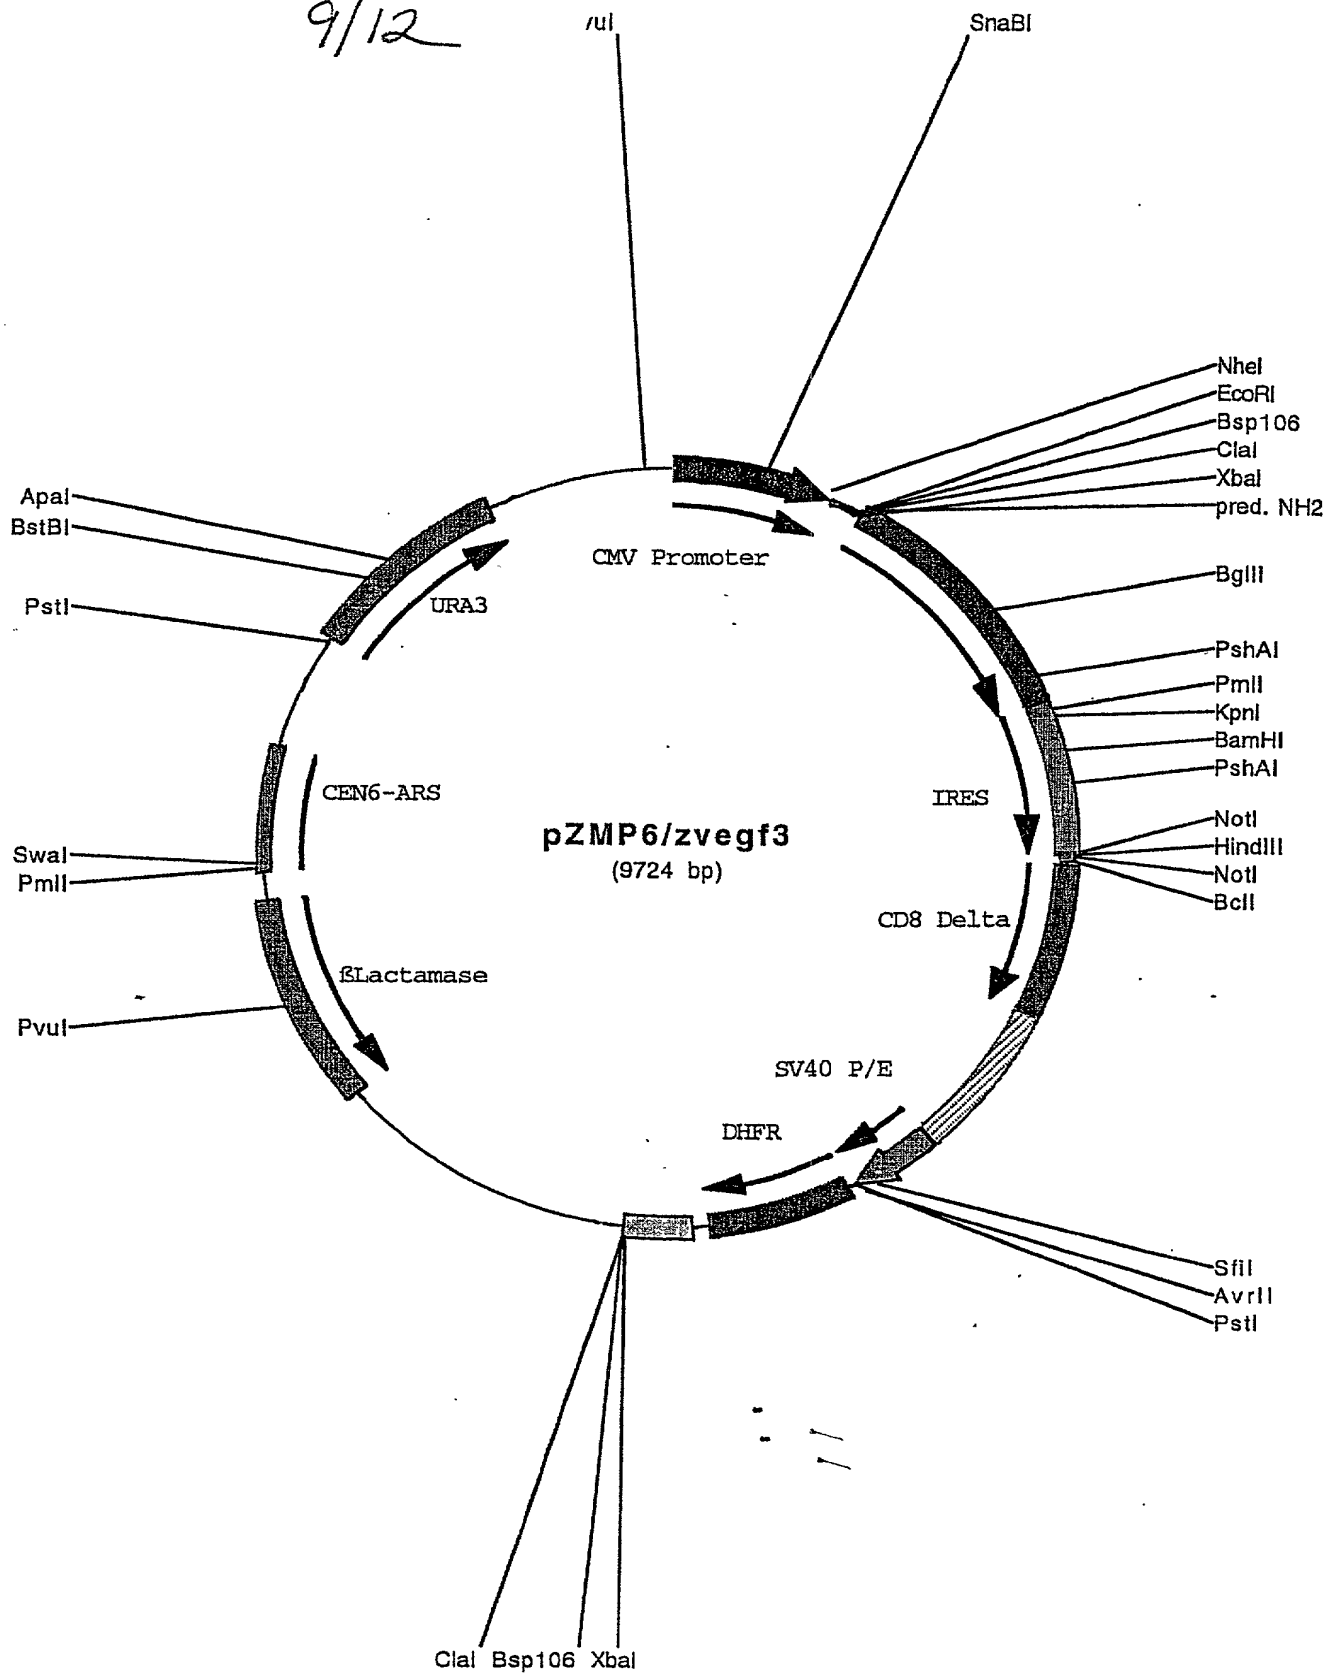 9/12
SnaBI
NheI
EcoRI
Bsp106
ClaI
XbaI
pred. NH2
ApaI
BstBI
CMV Promoter
BglII
PstI
URA3
PshAI
PmlI
KpnI
BamHI
PshAI
CEN6-ARS
IRES
pZMP6/zvegf3
(9724 bp)
NotI
HindIII
NotI
BclI
SwaI
PmlI
CD8 Delta
ßLactamase
PvuI
SV40 P/E
DHFR
SfiI
AvrII
PstI
ClaI Bsp106 XbaI